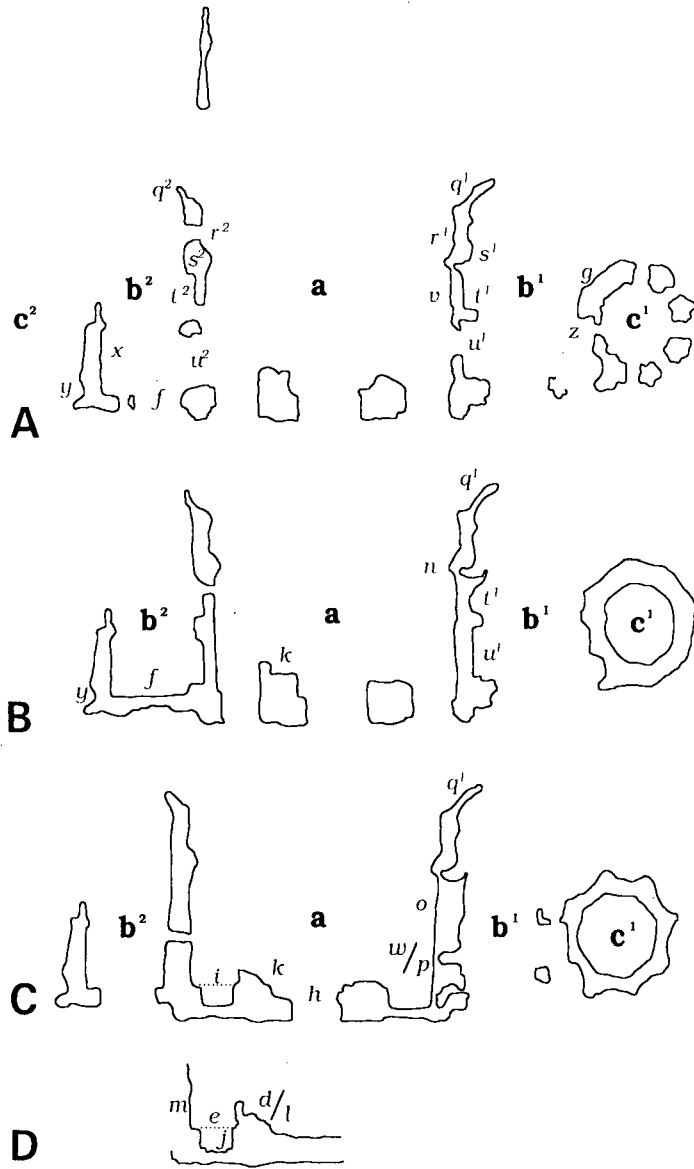 q² q¹
r² r¹
s² s¹
b² t² a v t¹ b¹ g
c² x z c¹
u² u¹
y f
A
q¹
n
b² a t¹ b¹ c¹
f k u¹
y
B
q¹
o
b² a b¹ c¹
w/p
i k
C h
m e d/l
j
D